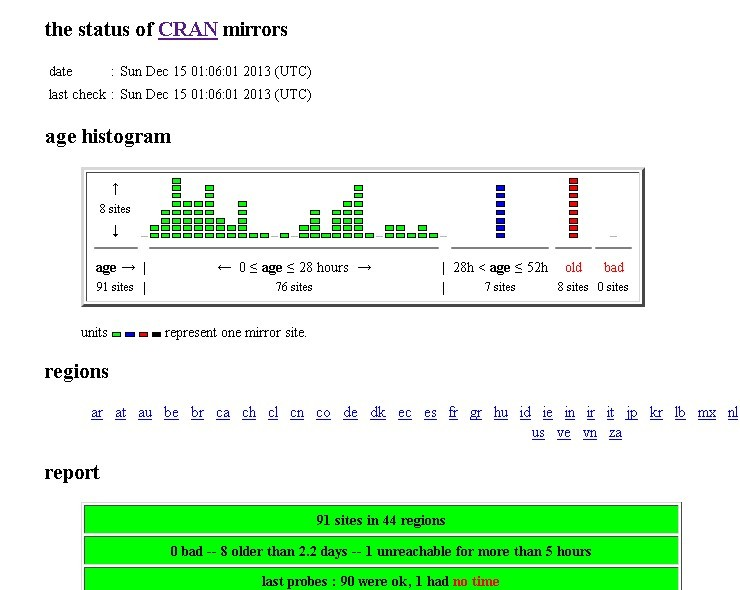 the status of CRAN mirrors
date : Sun Dec 15 01:06:01 2013 (UTC)
last check : Sun Dec 15 01:06:01 2013 (UTC)
age histogram
↑
8 sites
↓
age → | ← 0 ≤ age ≤ 28 hours → | 28h < age ≤ 52h old bad
91 sites | 76 sites | 7 sites 8 sites 0 sites
units represent one mirror site.
regions
ar at au be br ca ch cl cn co de dk ec es fr gr hu id ie in ir it jp kr lb mx nl
us ve vn za
report
91 sites in 44 regions
0 bad -- 8 older than 2.2 days -- 1 unreachable for more than 5 hours
last probes : 90 were ok, 1 had no time